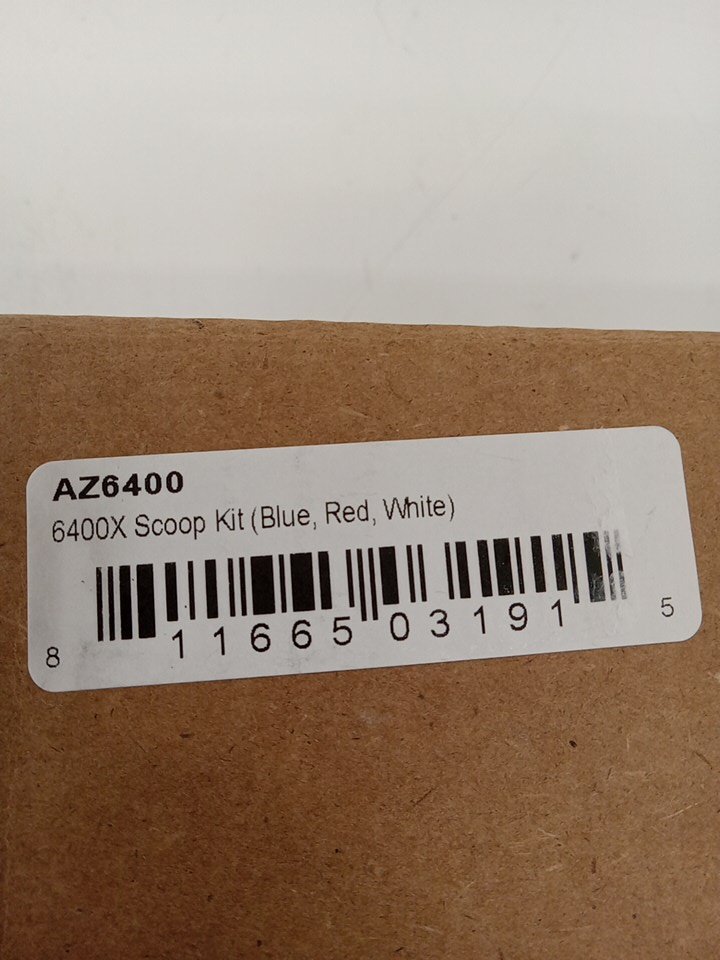 AZ6400
6400X Scoop Kit (Blue, Red, White)
8 11665 03191 5